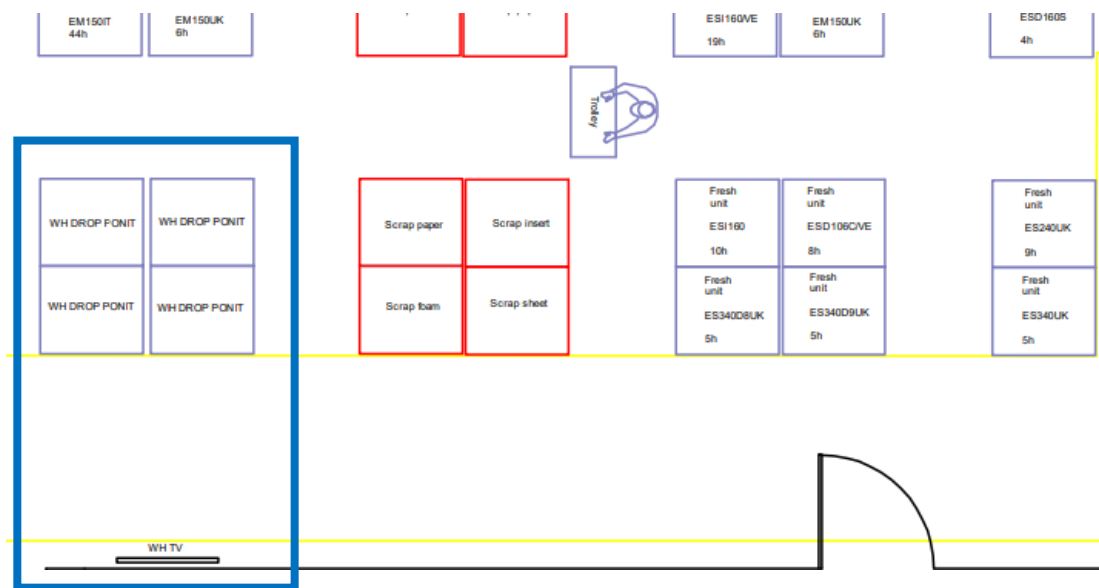 EM150IT
44h
EM150UK
6h
ESI160/VE
19h
EM150UK
6h
ESD160S
4h
Trolley
WH DROP PONIT
WH DROP PONIT
Scrap paper
Scrap insert
Fresh
unit
ESI160
10h
Fresh
unit
ESD106C/VE
8h
Fresh
unit
ES240UK
9h
WH DROP PONIT
WH DROP PONIT
Scrap foam
Scrap sheet
Fresh
unit
ES340D8UK
5h
Fresh
unit
ES340D9UK
5h
Fresh
unit
ES340UK
5h
WH TV